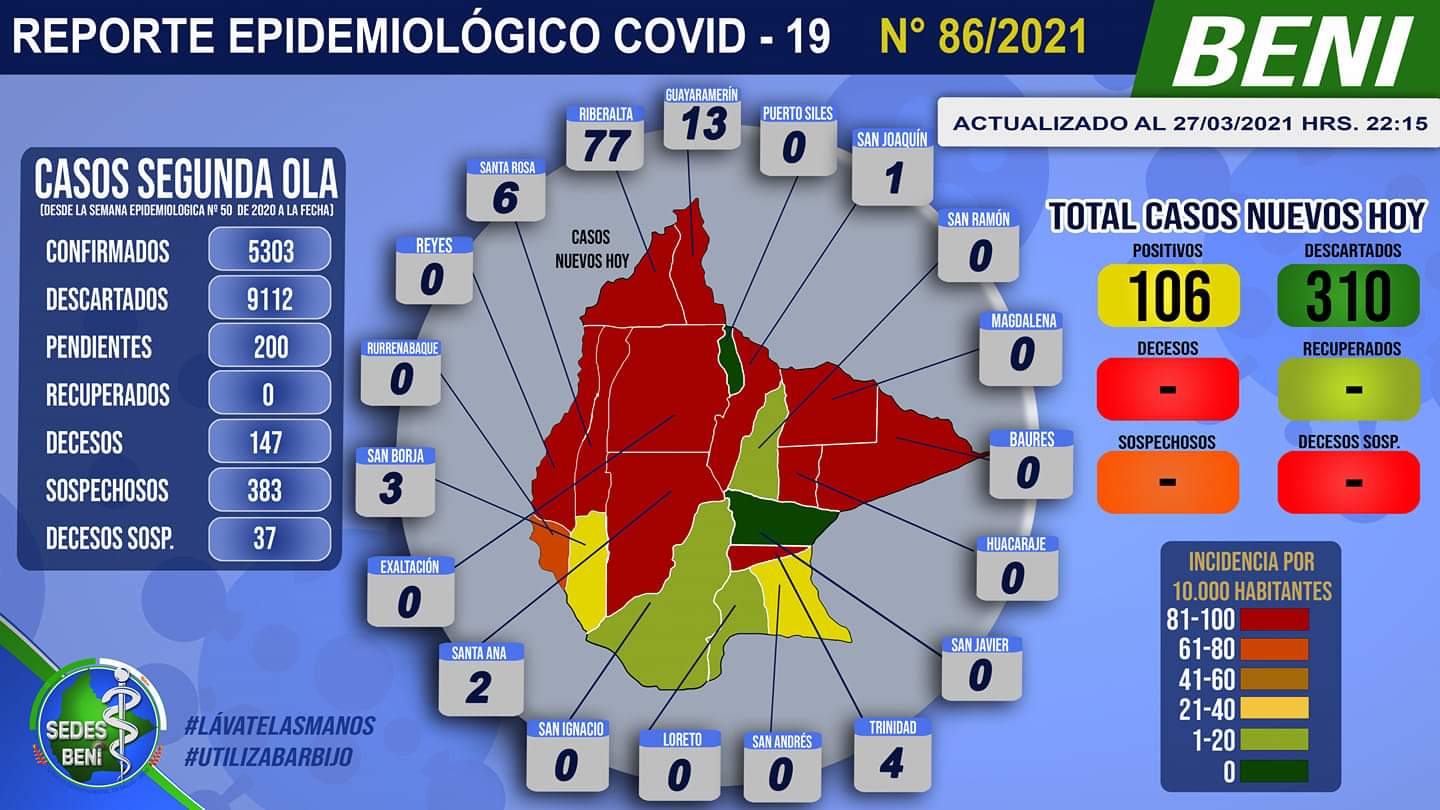 REPORTE EPIDEMIOLÓGICO COVID - 19 N° 86/2021
BENI
ACTUALIZADO AL 27/03/2021 HRS. 22:15
CASOS SEGUNDA OLA
(DESDE LA SEMANA EPIDEMIOLOGICA Nº 50 DE 2020 A LA FECHA)
CONFIRMADOS 5303
DESCARTADOS 9112
PENDIENTES 200
RECUPERADOS 0
DECESOS 147
SOSPECHOSOS 383
DECESOS SOSP. 37
CASOS
NUEVOS HOY
GUAYARAMERÍN
13
PUERTO SILES
0
SAN JOAQUÍN
1
SAN RAMÓN
0
MAGDALENA
0
BAURES
0
HUACARAJE
0
SAN JAVIER
0
TRINIDAD
4
SAN ANDRÉS
0
LORETO
0
SAN IGNACIO
0
SANTA ANA
2
EXALTACIÓN
0
SAN BORJA
3
RURRENABAQUE
0
REYES
0
SANTA ROSA
6
RIBERALTA
77
TOTAL CASOS NUEVOS HOY
POSITIVOS DESCARTADOS
106 310
DECESOS RECUPERADOS
- -
SOSPECHOSOS DECESOS SOSP.
- -
INCIDENCIA POR
10.000 HABITANTES
81-100
61-80
41-60
21-40
1-20
0
SEDES
BENI
#LÁVATELASMANOS
#UTILIZABARBIJO